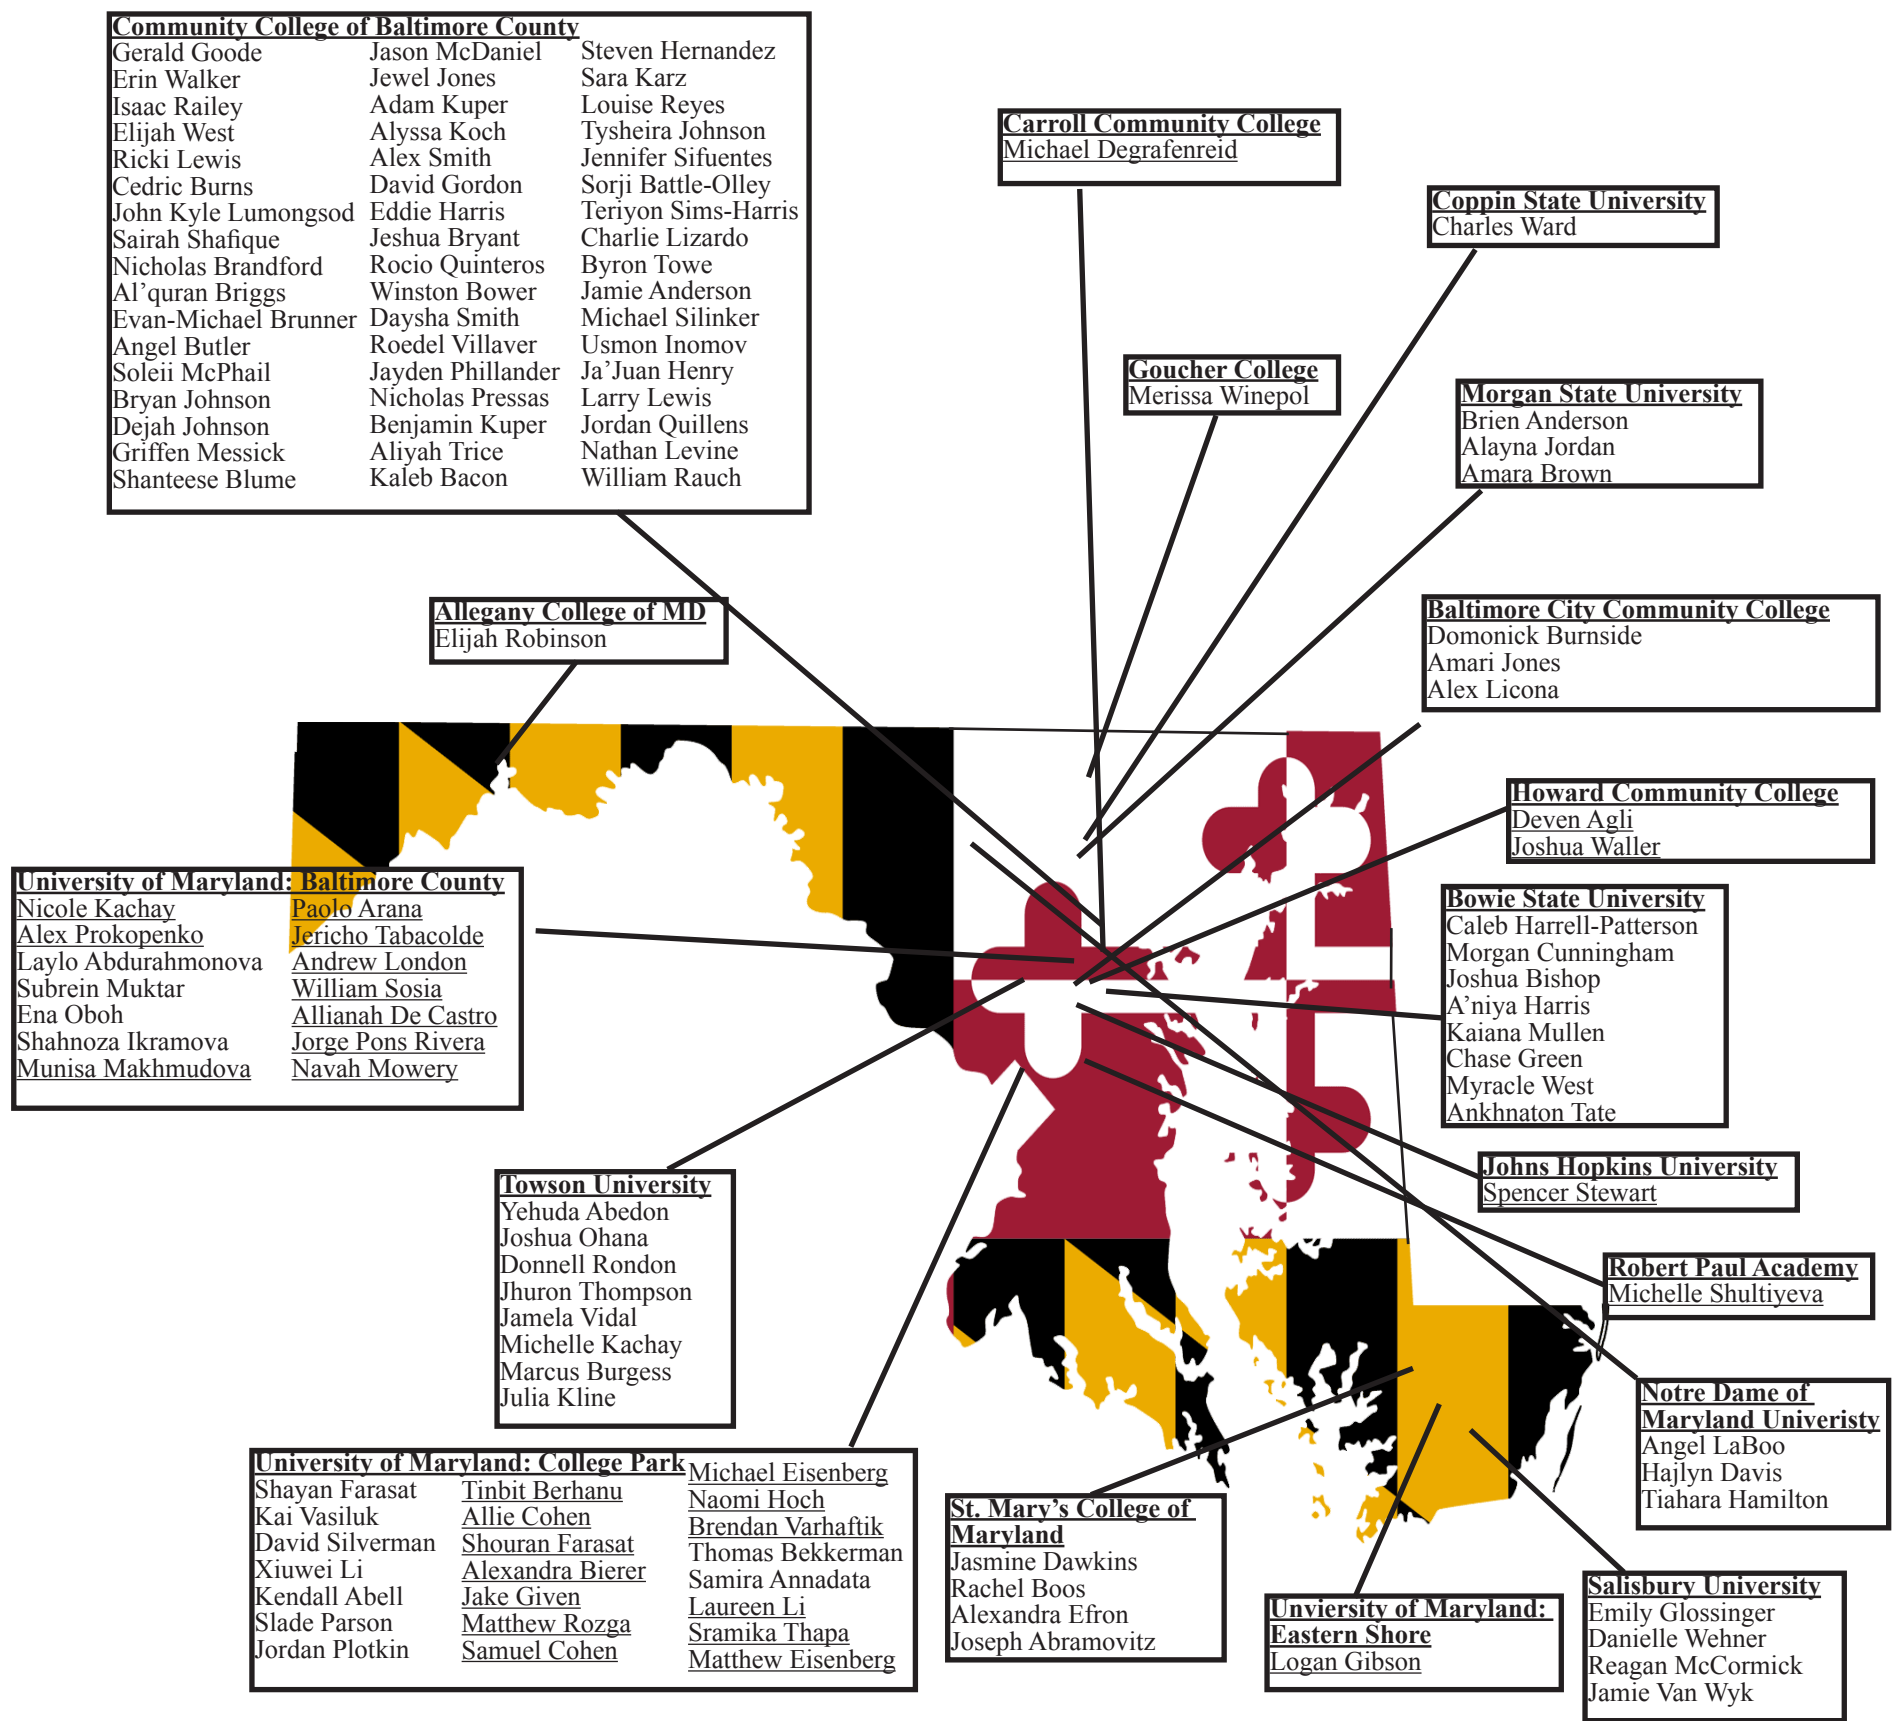 Community College of Baltimore County
Gerald Goode
Erin Walker
Isaac Railey
Elijah West
Ricki Lewis
Cedric Burns
John Kyle Lumongsod
Sairah Shafique
Nicholas Brandford
Al’quran Briggs
Evan-Michael Brunner
Angel Butler
Soleii McPhail
Bryan Johnson
Dejah Johnson
Griffen Messick
Shanteese Blume
Jason McDaniel
Jewel Jones
Adam Kuper
Alyssa Koch
Alex Smith
David Gordon
Eddie Harris
Jeshua Bryant
Rocio Quinteros
Winston Bower
Daysha Smith
Roedel Villaver
Jayden Phillander
Nicholas Pressas
Benjamin Kuper
Aliyah Trice
Kaleb Bacon
Steven Hernandez
Sara Karz
Louise Reyes
Tysheira Johnson
Jennifer Sifuentes
Sorji Battle-Olley
Teriyon Sims-Harris
Charlie Lizardo
Byron Towe
Jamie Anderson
Michael Silinker
Usmon Inomov
Ja’Juan Henry
Larry Lewis
Jordan Quillens
Nathan Levine
William Rauch
Carroll Community College
Michael Degrafenreid
Coppin State University
Charles Ward
Goucher College
Merissa Winepol
Morgan State University
Brien Anderson
Alayna Jordan
Amara Brown
Allegany College of MD
Elijah Robinson
Baltimore City Community College
Domonick Burnside
Amari Jones
Alex Licona
Howard Community College
Deven Agli
Joshua Waller
University of Maryland: Baltimore County
Nicole Kachay
Alex Prokopenko
Laylo Abdurahmonova
Subrein Muktar
Ena Oboh
Shahnoza Ikramova
Munisa Makhmudova
Paolo Arana
Jericho Tabacolde
Andrew London
William Sosia
Allianah De Castro
Jorge Pons Rivera
Navah Mowery
Bowie State University
Caleb Harrell-Patterson
Morgan Cunningham
Joshua Bishop
A’niya Harris
Kaiana Mullen
Chase Green
Myracle West
Ankhnaton Tate
Johns Hopkins University
Spencer Stewart
Towson University
Yehuda Abedon
Joshua Ohana
Donnell Rondon
Jhuron Thompson
Jamela Vidal
Michelle Kachay
Marcus Burgess
Julia Kline
Robert Paul Academy
Michelle Shultiyeva
Notre Dame of
Maryland Univeristy
Angel LaBoo
Hajlyn Davis
Tiahara Hamilton
University of Maryland: College Park
Shayan Farasat
Kai Vasiluk
David Silverman
Xiuwei Li
Kendall Abell
Slade Parson
Jordan Plotkin
Tinbit Berhanu
Allie Cohen
Shouran Farasat
Alexandra Bierer
Jake Given
Matthew Rozga
Samuel Cohen
Michael Eisenberg
Naomi Hoch
Brendan Varhaftik
Thomas Bekkerman
Samira Annadata
Laureen Li
Sramika Thapa
Matthew Eisenberg
St. Mary’s College of
Maryland
Jasmine Dawkins
Rachel Boos
Alexandra Efron
Joseph Abramovitz
Unviersity of Maryland:
Eastern Shore
Logan Gibson
Salisbury University
Emily Glossinger
Danielle Wehner
Reagan McCormick
Jamie Van Wyk